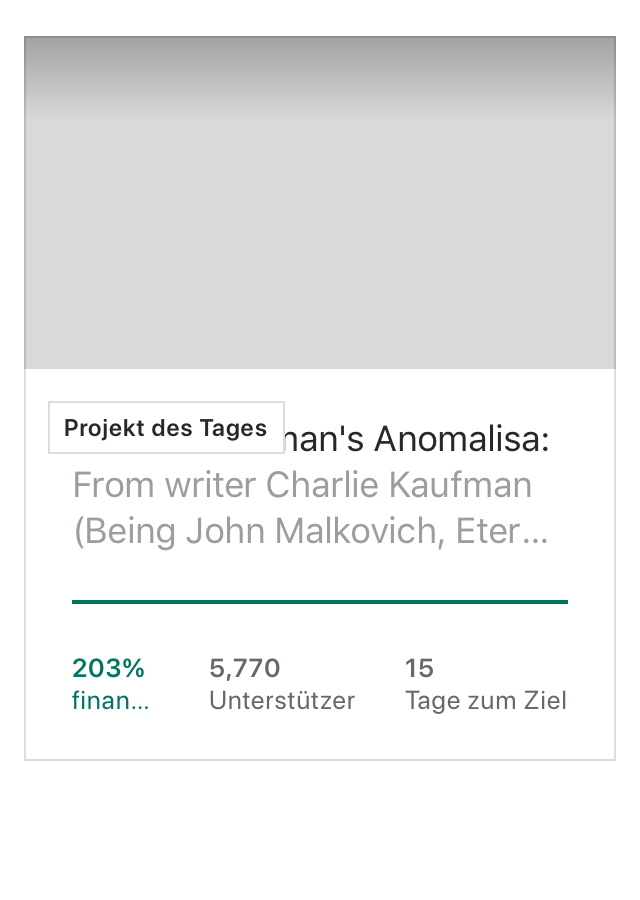 Projekt des Tages
man's Anomalisa:
From writer Charlie Kaufman
(Being John Malkovich, Eter...
203%
5,770
15
finan...
Unterstützer
Tage zum Ziel